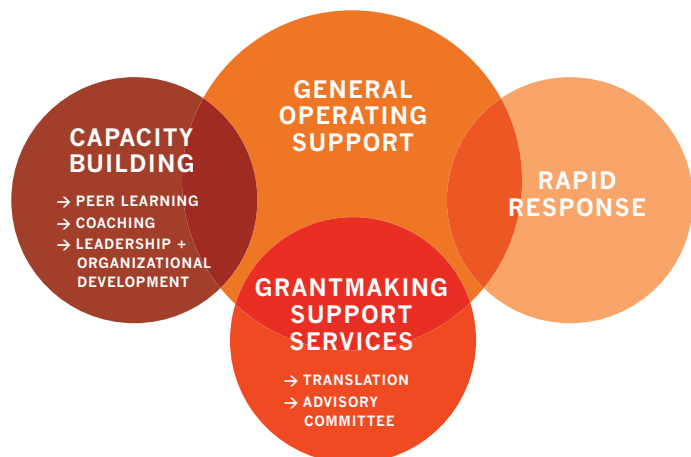 GENERAL
OPERATING
SUPPORT
CAPACITY
BUILDING
→ PEER LEARNING
→ COACHING
→ LEADERSHIP +
ORGANIZATIONAL
DEVELOPMENT
RAPID
RESPONSE
GRANTMAKING
SUPPORT
SERVICES
→ TRANSLATION
→ ADVISORY
COMMITTEE